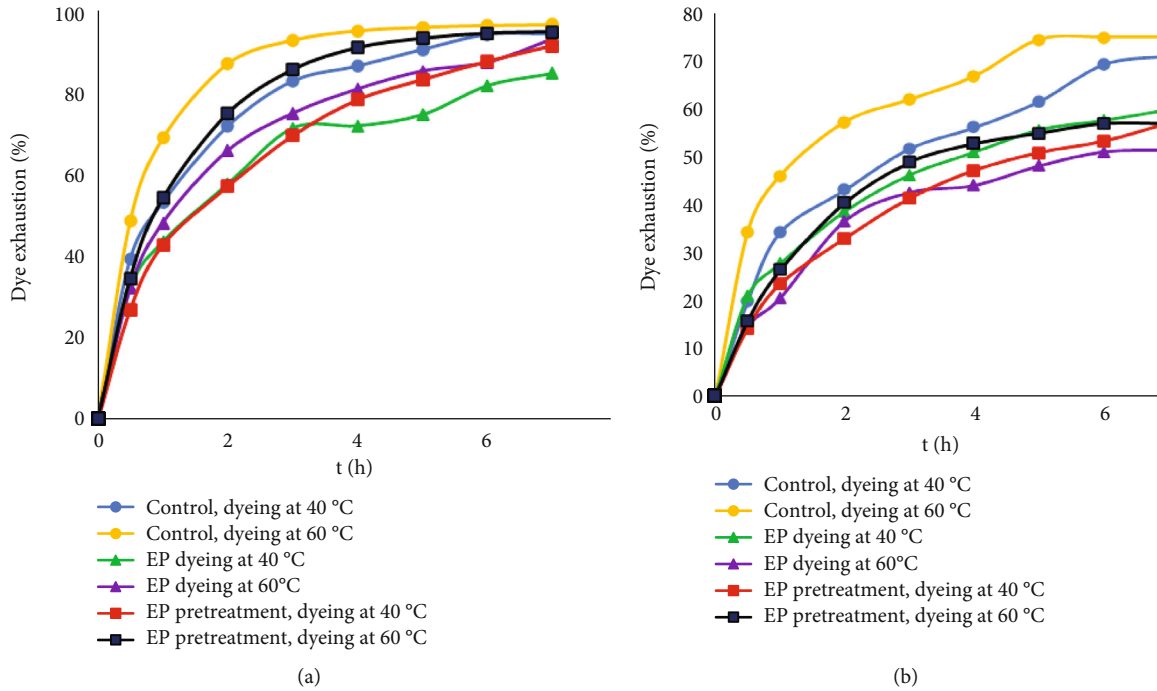 100
80
60
40
20
0
Dye exhaustion (%)
0 2 4 6
t (h)
Control, dyeing at 40 °C
Control, dyeing at 60 °C
EP dyeing at 40 °C
EP dyeing at 60°C
EP pretreatment, dyeing at 40 °C
EP pretreatment, dyeing at 60 °C
(a)
80
70
60
50
40
30
20
10
0
Dye exhaustion (%)
0 2 4 6
t (h)
Control, dyeing at 40 °C
Control, dyeing at 60 °C
EP dyeing at 40 °C
EP dyeing at 60°C
EP pretreatment, dyeing at 40 °C
EP pretreatment, dyeing at 60 °C
(b)